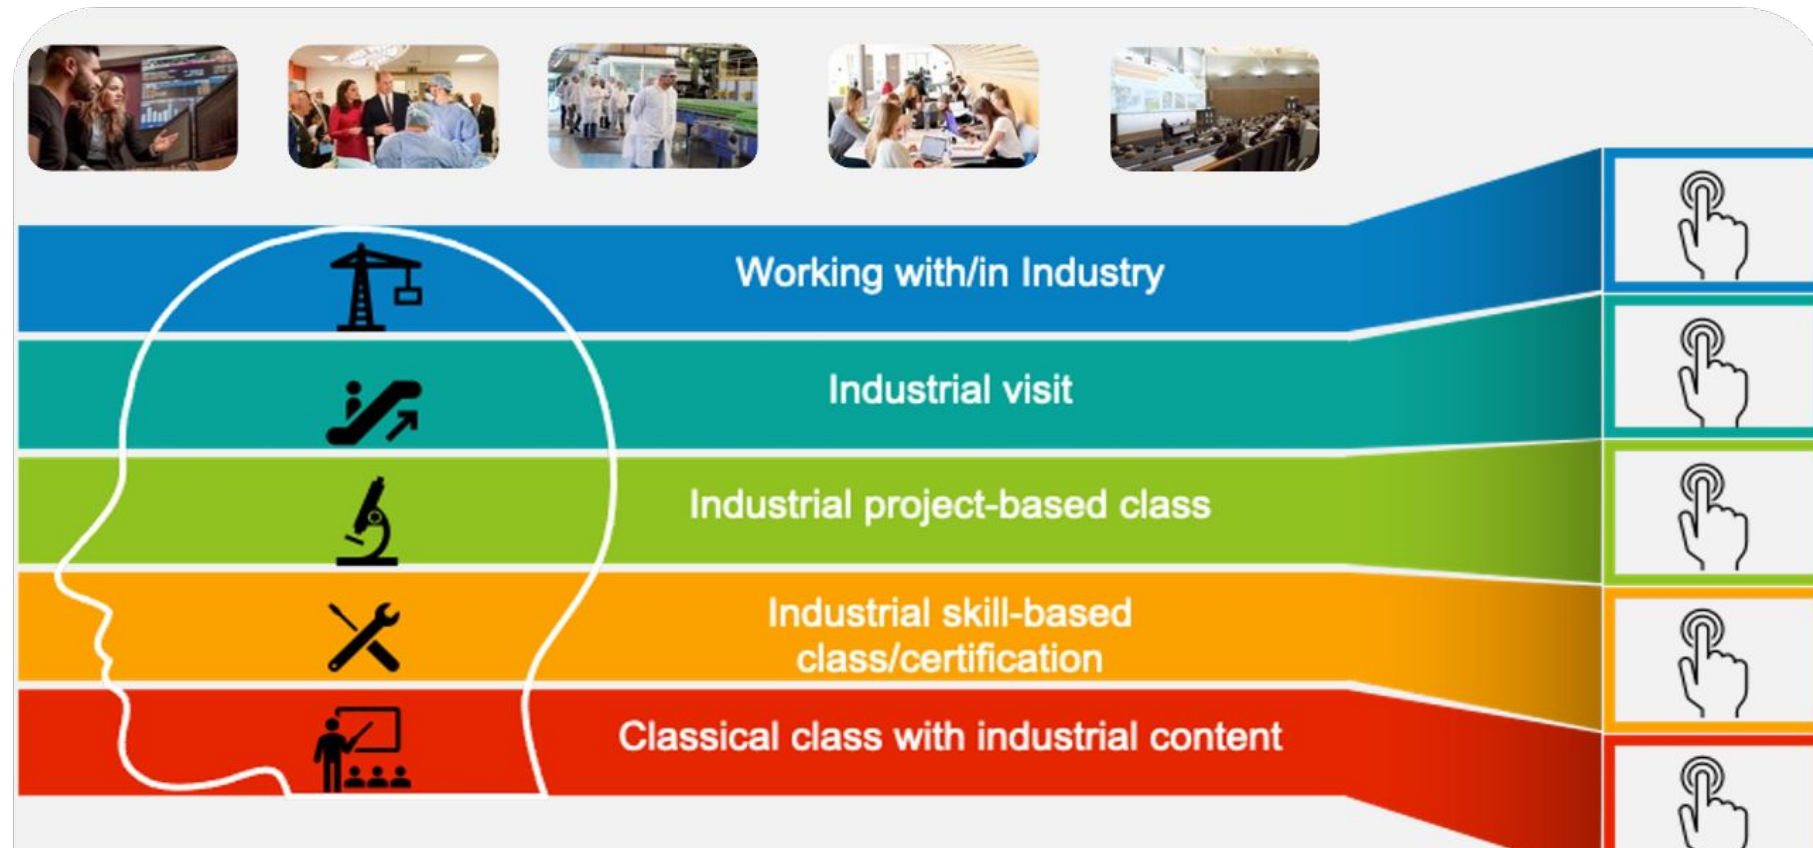 Working with/in Industry
Industrial visit
Industrial project-based class
Industrial skill-based
class/certification
Classical class with industrial content